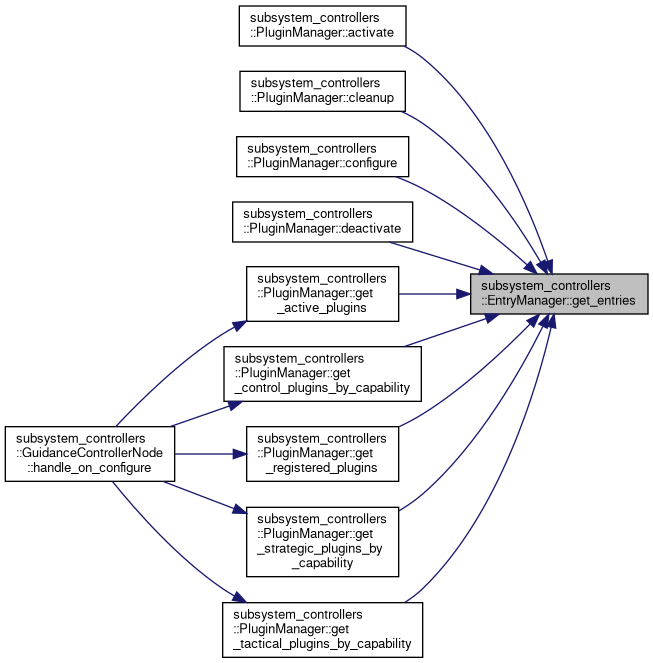 subsystem_controllers
::PluginManager::activate
subsystem_controllers
::PluginManager::cleanup
subsystem_controllers
::PluginManager::configure
subsystem_controllers
::PluginManager::deactivate
subsystem_controllers
::EntryManager::get_entries
subsystem_controllers
::PluginManager::get
_active_plugins
subsystem_controllers
::PluginManager::get
_control_plugins_by_capability
subsystem_controllers
::GuidanceControllerNode
::handle_on_configure
subsystem_controllers
::PluginManager::get
_registered_plugins
subsystem_controllers
::PluginManager::get
_strategic_plugins_by
_capability
subsystem_controllers
::PluginManager::get
_tactical_plugins_by_capability